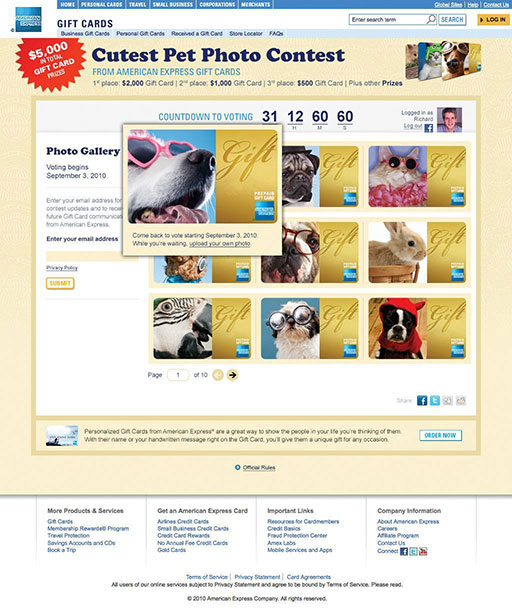 HOME PERSONAL CARDS TRAVEL SMALL BUSINESS CORPORATIONS MERCHANTS
Global Sites | Help | Contact Us
AMERICAN EXPRESS
GIFT CARDS
Enter search term
SEARCH
LOG IN
Business Gift Cards Personal Gift Cards Received a Gift Card Store Locator FAQs
$5,000
IN TOTAL
GIFT CARD
PRIZES
Cutest Pet Photo Contest
FROM AMERICAN EXPRESS GIFT CARDS
1st place: $2,000 Gift Card | 2nd place: $1,000 Gift Card | 3rd place: $500 Gift Card | Plus other Prizes
COUNTDOWN TO VOTING
31 12 60 60
H M S
Logged in as
Richard
Log out
Photo Gallery
Voting begins
September 3, 2010
Enter your email address for
contest updates and to receive
future Gift Card communicat
from American Express.
Enter your email address
Privacy Policy
SUBMIT
Gift
PREPAID
GIFT CARD
AMERICAN EXPRESS
Come back to vote starting September 3, 2010.
While you're waiting, upload your own photo.
Gift
Gift
Gift
Gift
Gift
Gift
Gift
Page 1 of 10
Share:
Personalized Gift Cards from American Express® are a great way to show the people in your life you're thinking of them.
With their name or your handwritten message right on the Gift Card, you'll give them a unique gift for any occasion.
ORDER NOW
Official Rules
More Products & Services
Gift Cards
Membership Rewards® Program
Travel Protection
Savings Accounts and CDs
Book a Trip
Get an American Express Card
Airlines Credit Cards
Small Business Credit Cards
Credit Card Rewards
No Annual Fee Credit Cards
Gold Cards
Important Links
Resources for Cardmembers
Credit Basics
Fraud Protection Center
Amex Labs
Mobile Services and Apps
Company Information
About American Express
Careers
Affiliate Program
Contact Us
Connect
Terms of Service | Privacy Statement | Card Agreements
All users of our online services subject to Privacy Statement and agree to be bound by Terms of Service. Please read.
© 2010 American Express Company. All rights reserved.